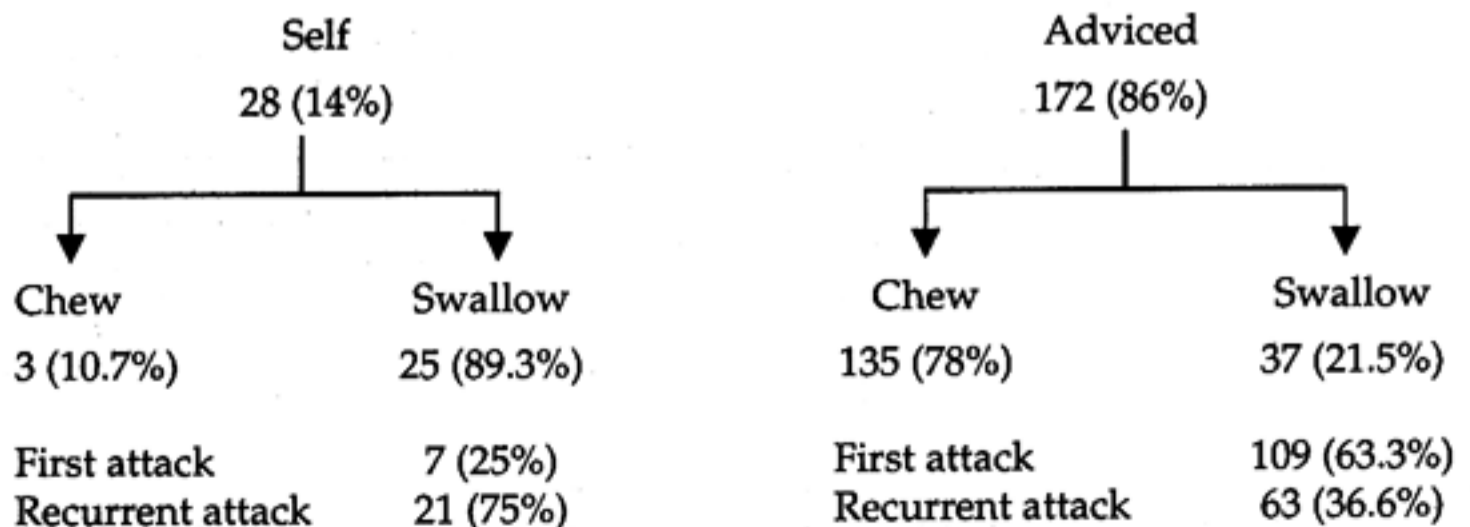 Self
28 (14%)
Chew Swallow
3 (10.7%) 25 (89.3%)
First attack 7 (25%)
Recurrent attack 21 (75%)
Adviced
172 (86%)
Chew Swallow
135 (78%) 37 (21.5%)
First attack 109 (63.3%)
Recurrent attack 63 (36.6%)